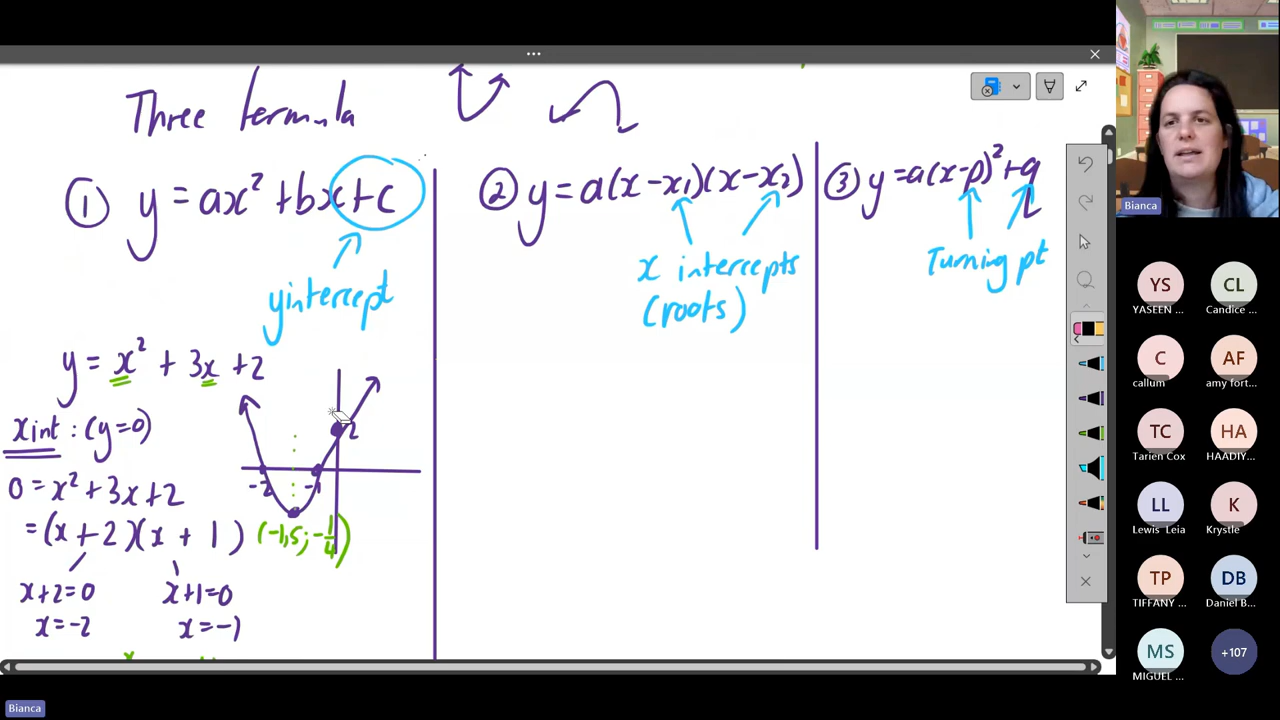 Three formula
① y = ax² + bx + c
y intercept
② y = a(x - x₁)(x - x₂)
x intercepts
(roots)
③ y = a(x - p)² + q
Turning pt
y = x² + 3x + 2
x int : (y=0)
0 = x² + 3x + 2
= (x + 2)(x + 1)
x+2=0 x+1=0
x=-2 x=-1
2
-2 -1
(-1,5; -1/4)
Bianca
YS
YASEEN ...
CL
Candice ...
C
callum
AF
amy fort...
TC
Tarien Cox
HA
HAADIY...
LL
Lewis Leia
K
Krystle
TP
TIFFANY ...
DB
Daniel B...
MS
MIGUEL ...
+107
Bianca